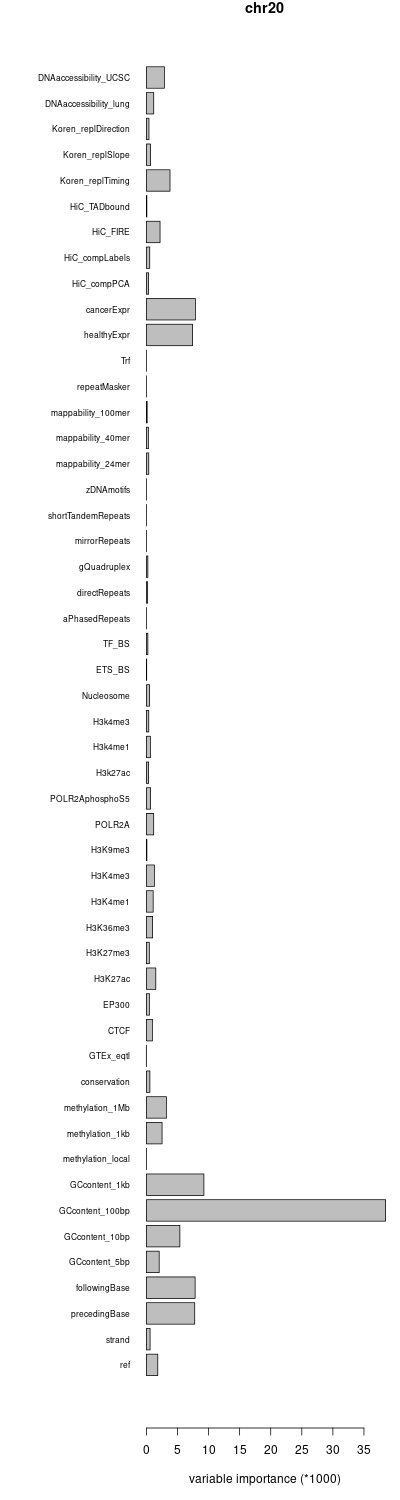 chr20
DNAaccessibility_UCSC
DNAaccessibility_lung
Koren_replDirection
Koren_replSlope
Koren_replTiming
HiC_TADbound
HiC_FIRE
HiC_compLabels
HiC_compPCA
cancerExpr
healthyExpr
Trf
repeatMasker
mappability_100mer
mappability_40mer
mappability_24mer
zDNAmotifs
shortTandemRepeats
mirrorRepeats
gQuadruplex
directRepeats
aPhasedRepeats
TF_BS
ETS_BS
Nucleosome
H3k4me3
H3k4me1
H3k27ac
POLR2AphosphoS5
POLR2A
H3K9me3
H3K4me3
H3K4me1
H3K36me3
H3K27me3
H3K27ac
EP300
CTCF
GTEx_eqtl
conservation
methylation_1Mb
methylation_1kb
methylation_local
GCcontent_1kb
GCcontent_100bp
GCcontent_10bp
GCcontent_5bp
followingBase
precedingBase
strand
ref
0 5 10 15 20 25 30 35
variable importance (*1000)